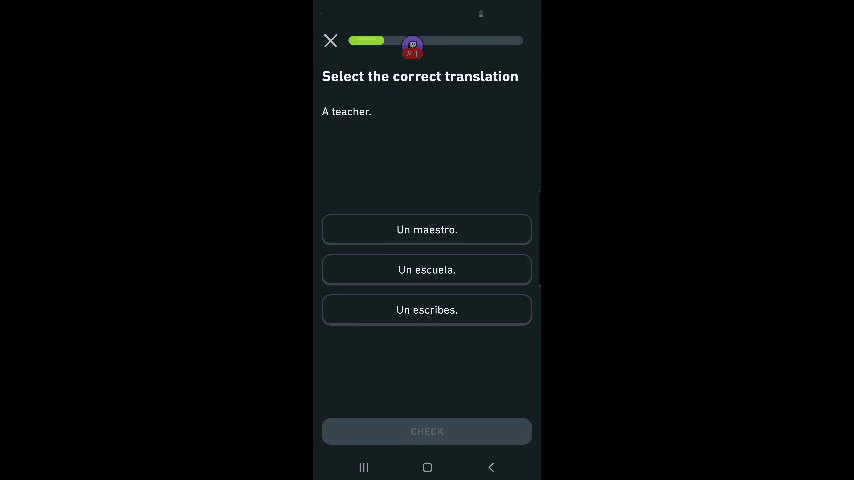 Select the correct translation
A teacher.
Un maestro.
Un escuela.
Un escribes.
CHECK